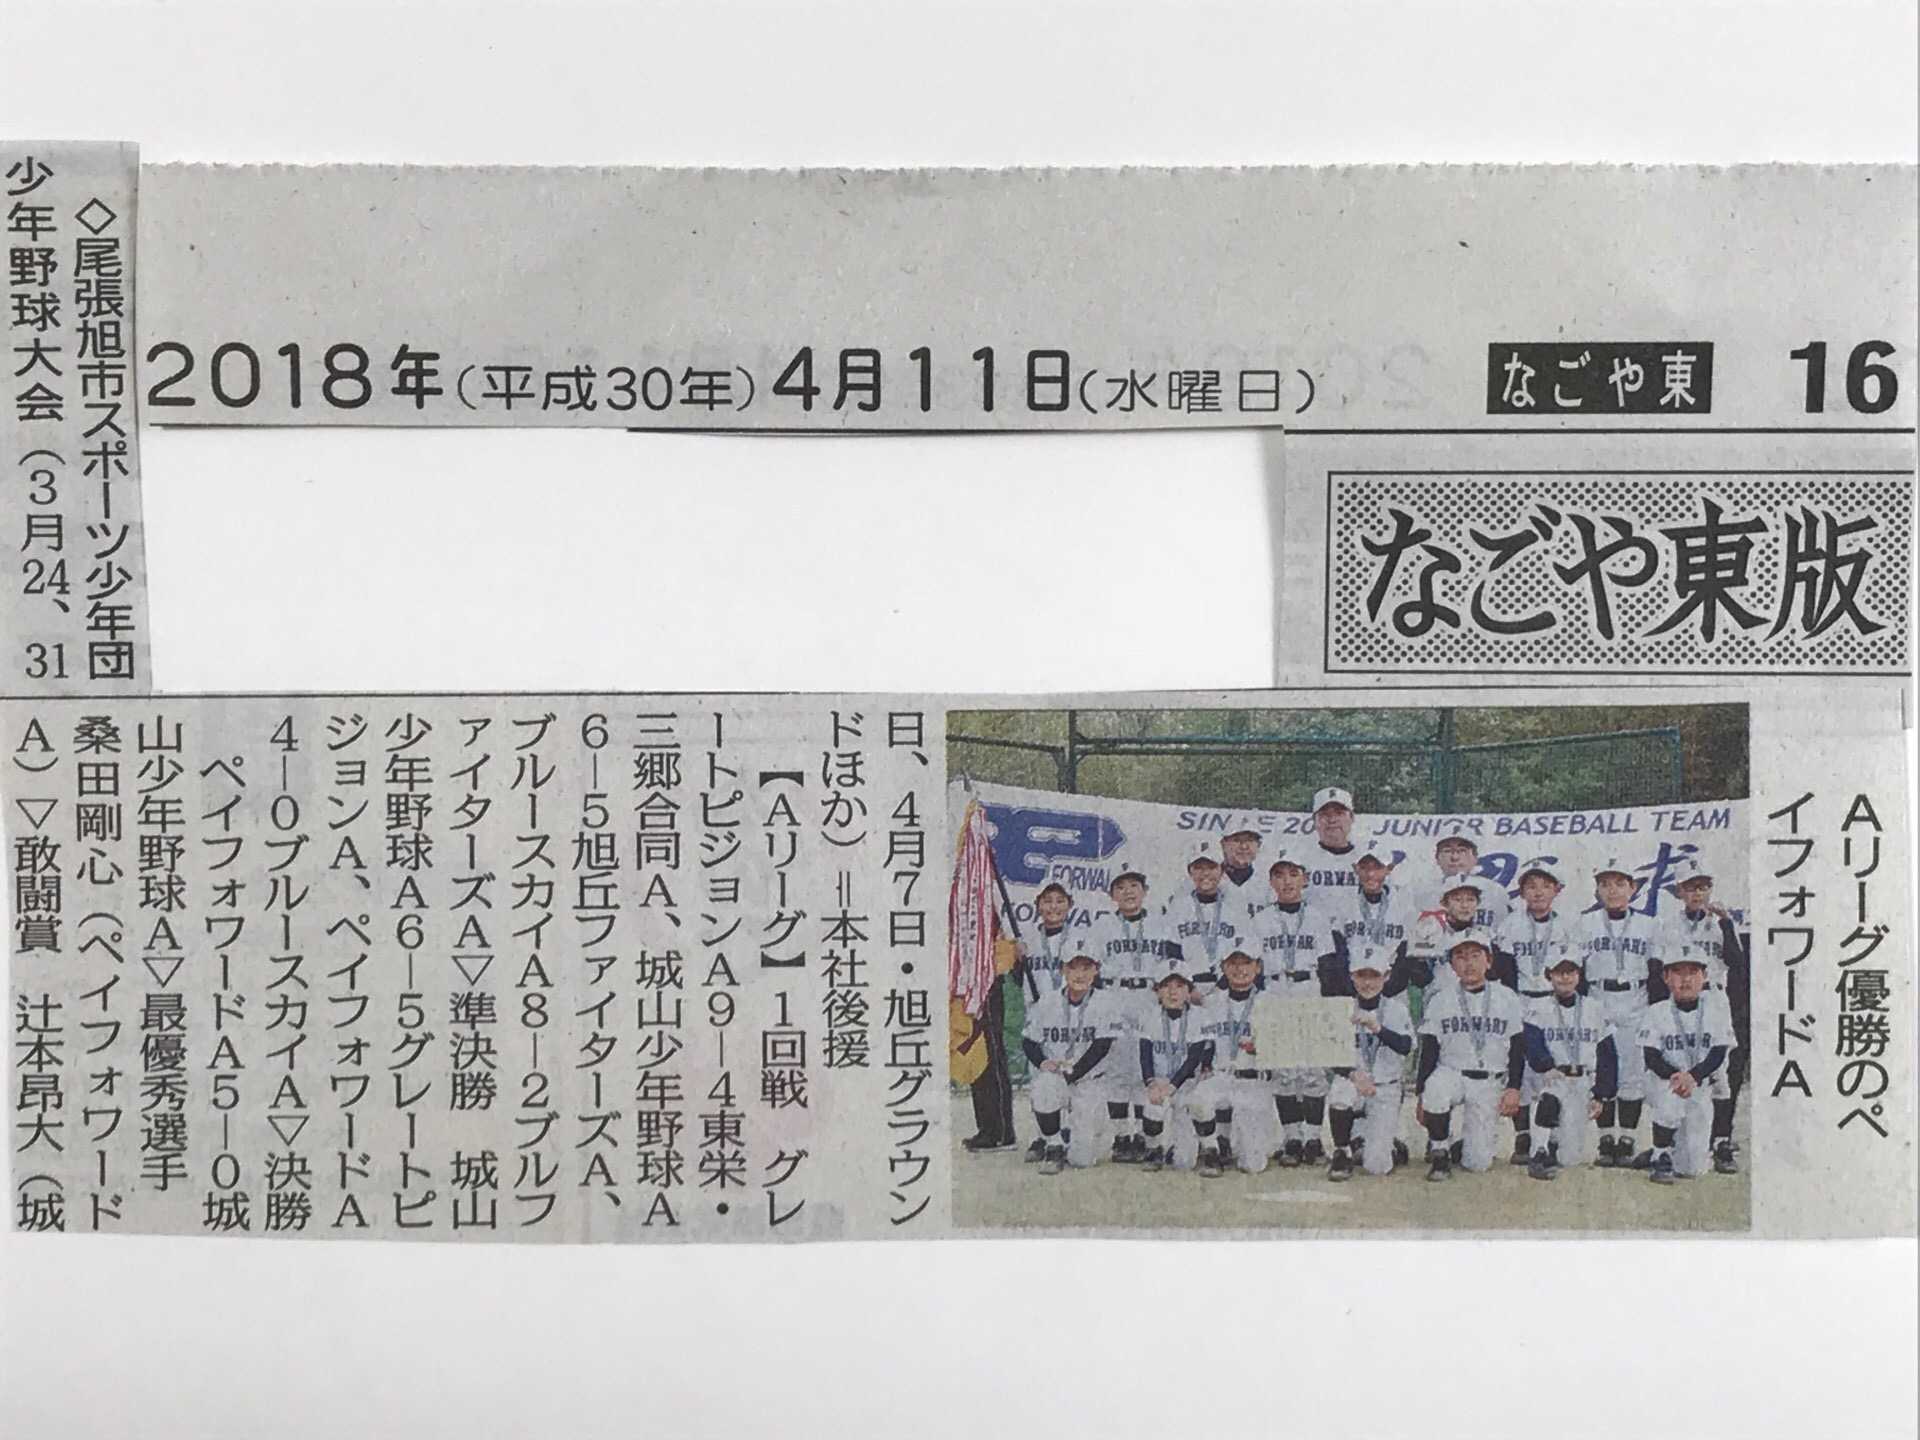 2018年(平成30年)4月11日(水曜日)
なごや東 16
なごや東版
◇尾張旭市スポーツ少年団
少年野球大会(3月24、31
Aリーグ優勝のペ
イフォワードA
SINCE 20 JUNIOR BASEBALL TEAM
FORWARD
日、4月7日・旭丘グラウン
ドほか)=本社後援
【Aリーグ】1回戦 グレ
ートピジョンA9−4東栄・
三郷合同A、城山少年野球A
6−5旭丘ファイターズA、
ブルースカイA8−2ブルフ
ァイターズA▽準決勝 城山
少年野球A6−5グレートピ
ジョンA、ペイフォワードA
4−0ブルースカイA▽決勝
ペイフォワードA5−0城
山少年野球A▽最優秀選手
桑田剛心(ペイフォワード
A)▽敢闘賞 辻本昂大(城